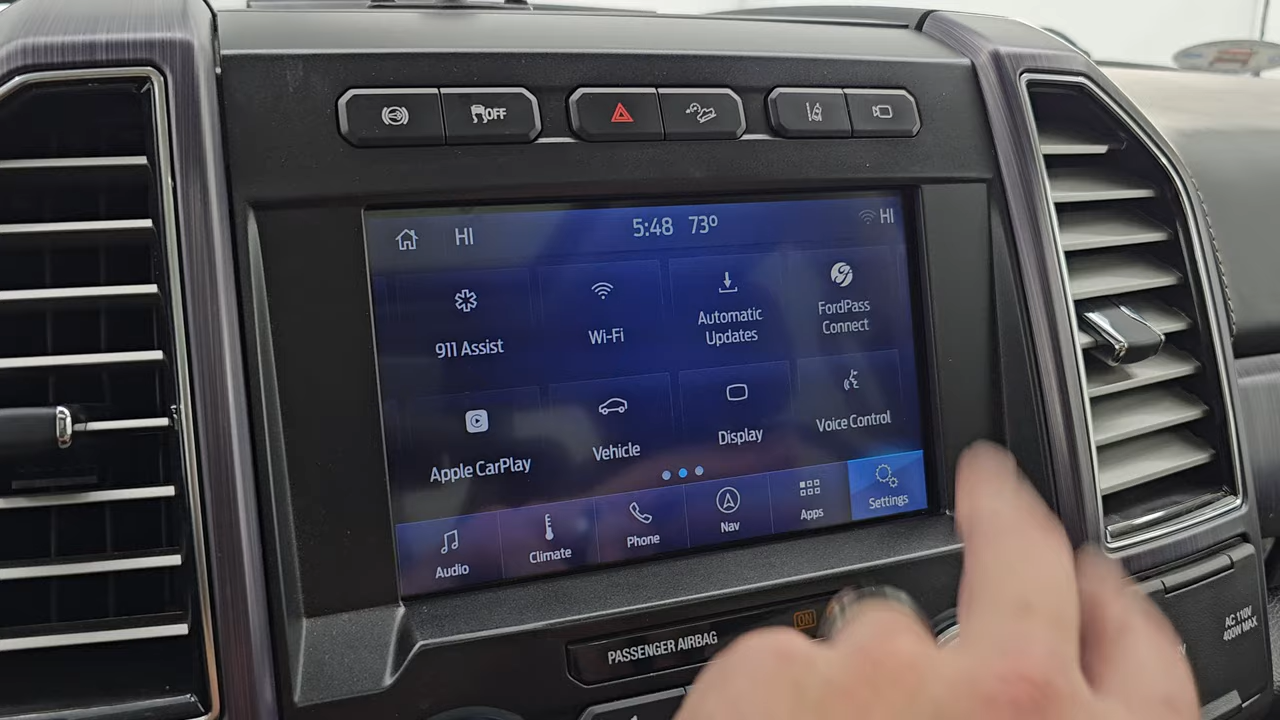 OFF
HI
5:48 73°
HI
911 Assist
Wi-Fi
Automatic
Updates
FordPass
Connect
Apple CarPlay
Vehicle
Display
Voice Control
Audio
Climate
Phone
Nav
Apps
Settings
PASSENGER AIRBAG
ON
AC 110V
400W MAX